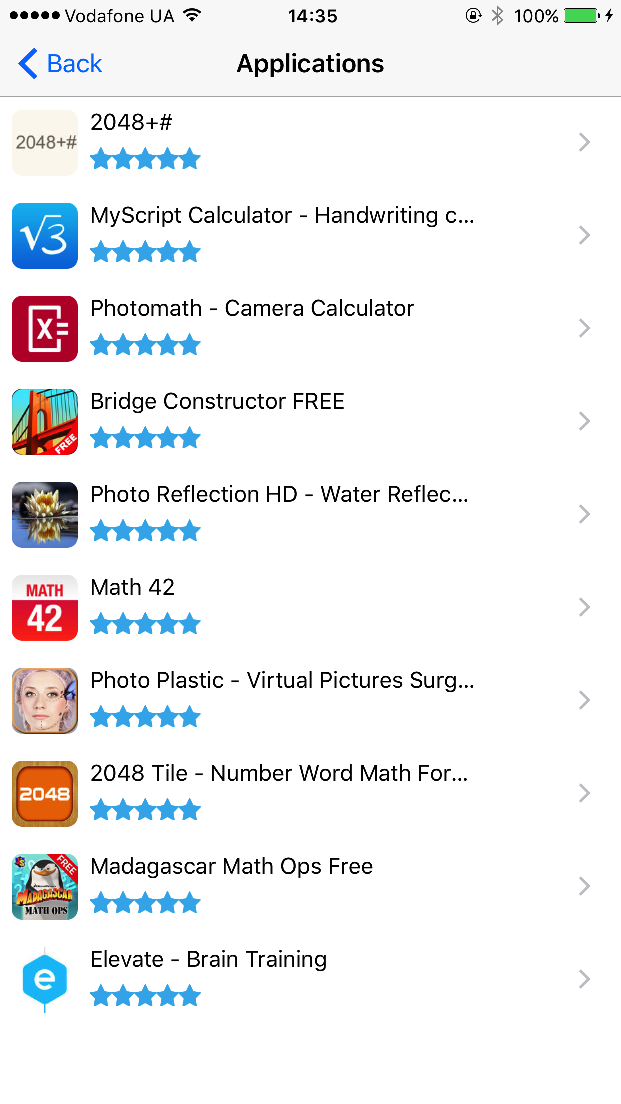 Vodafone UA 14:35 100%
Back Applications
2048+#
2048+#
√3
MyScript Calculator - Handwriting c...
X=
Photomath - Camera Calculator
FREE
Bridge Constructor FREE
Photo Reflection HD - Water Reflec...
MATH
42
Math 42
Photo Plastic - Virtual Pictures Surg...
2048
2048 Tile - Number Word Math For...
FREE
MADAGASCAR
MATH OPS
Madagascar Math Ops Free
e
Elevate - Brain Training